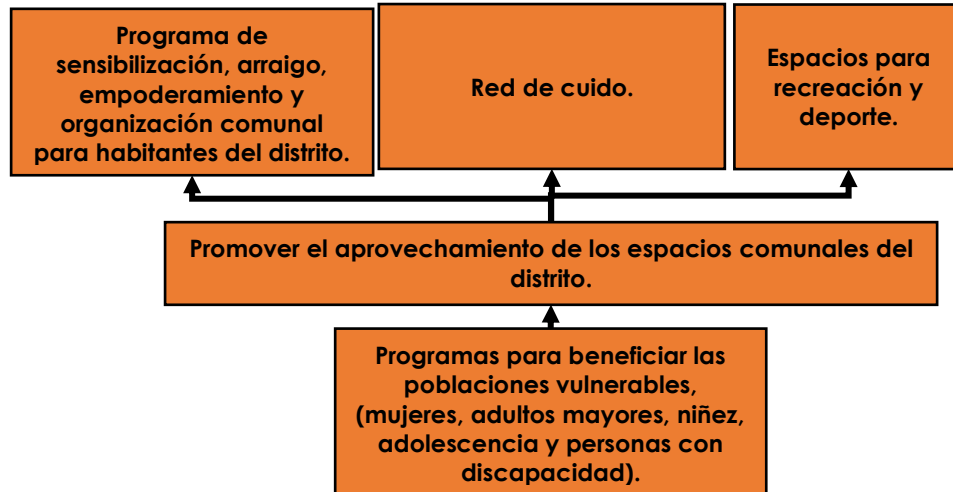 Programa de
sensibilización, arraigo,
empoderamiento y
organización comunal
para habitantes del distrito.
Red de cuido.
Espacios para
recreación y
deporte.
Promover el aprovechamiento de los espacios comunales del
distrito.
Programas para beneficiar las
poblaciones vulnerables,
(mujeres, adultos mayores, niñez,
adolescencia y personas con
discapacidad).